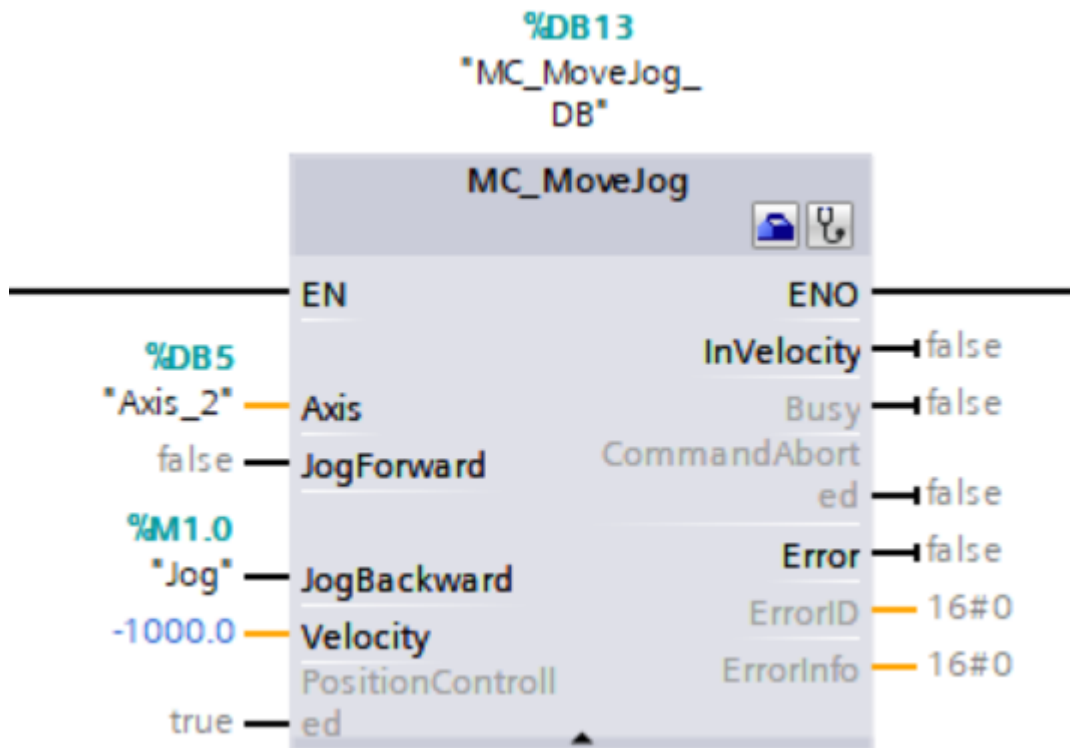 %DB13
"MC_MoveJog_
DB"
MC_MoveJog
EN
ENO
%DB5
InVelocity
false
"Axis_2"
Axis
Busy
false
false
JogForward
CommandAbort
ed
false
%M1.0
Error
false
"Jog"
JogBackward
ErrorID
16#0
-1000.0
Velocity
ErrorInfo
16#0
PositionControll
true
ed